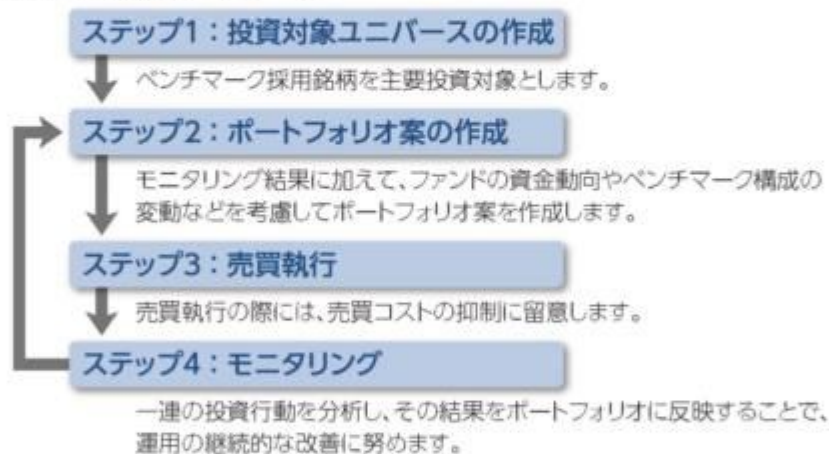 ステップ1：投資対象ユニバースの作成
ベンチマーク採用銘柄を主要投資対象とします。
ステップ2：ポートフォリオ案の作成
モニタリング結果に加えて、ファンドの資金動向やベンチマーク構成の
変動などを考慮してポートフォリオ案を作成します。
ステップ3：売買執行
売買執行の際には、売買コストの抑制に留意します。
ステップ4：モニタリング
一連の投資行動を分析し、その結果をポートフォリオに反映することで、
運用の継続的な改善に努めます。